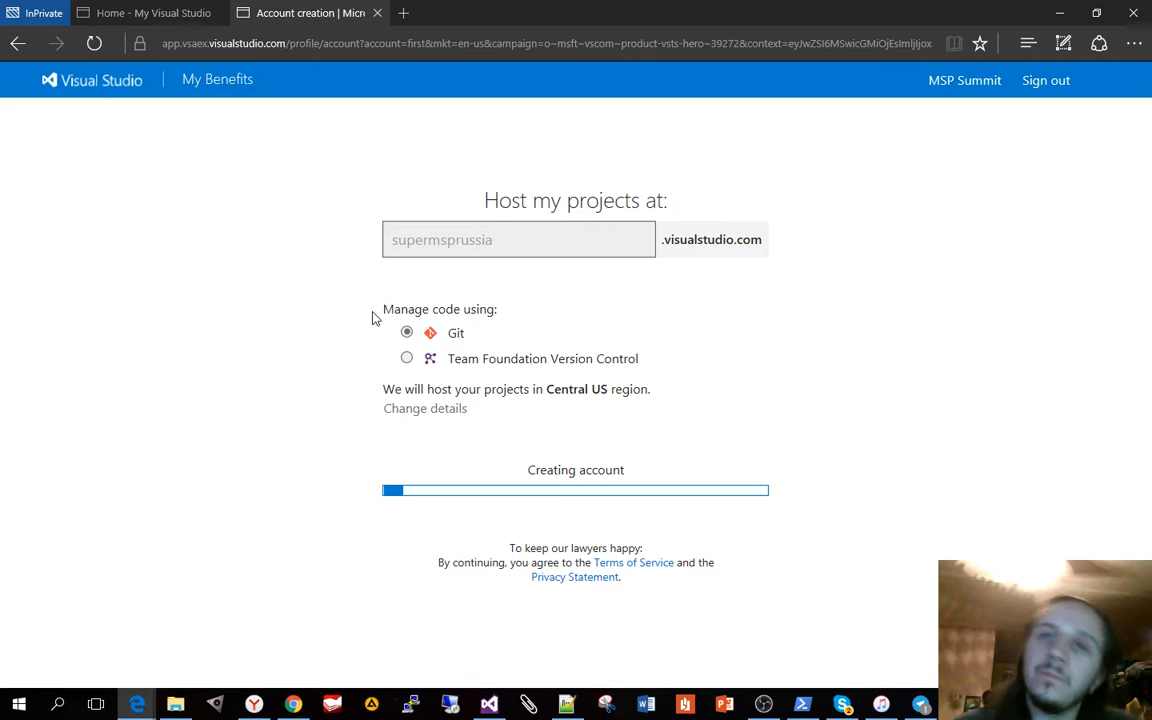 InPrivate
Home - My Visual Studio
Account creation | Micr
app.vsaex.visualstudio.com/profile/account?account=first&mkt=en-us&campaign=o~msft~vscom~product-vsts-hero~39272&context=eyJwZSI6MSwicGMiOjEsImljIjox
Visual Studio
My Benefits
MSP Summit
Sign out
Host my projects at:
supermsprussia
.visualstudio.com
Manage code using:
Git
Team Foundation Version Control
We will host your projects in Central US region.
Change details
Creating account
To keep our lawyers happy:
By continuing, you agree to the Terms of Service and the
Privacy Statement.
2
1